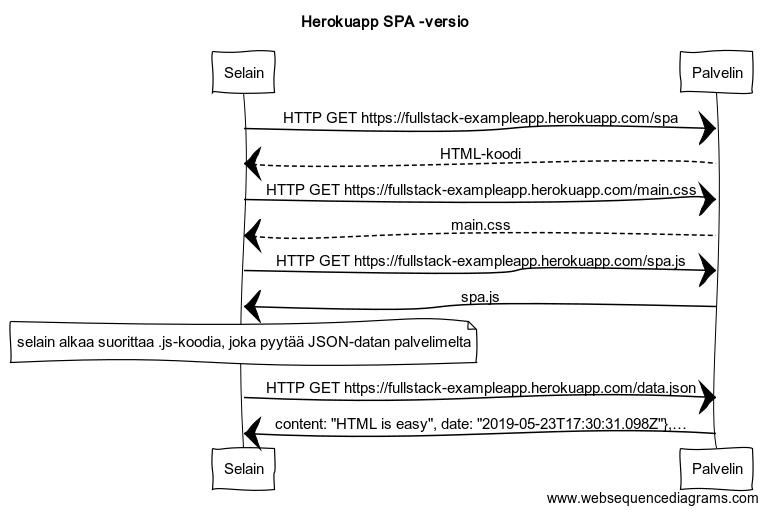 Herokuapp SPA -versio
Selain
Palvelin
HTTP GET https://fullstack-exampleapp.herokuapp.com/spa
HTML-koodi
HTTP GET https://fullstack-exampleapp.herokuapp.com/main.css
main.css
HTTP GET https://fullstack-exampleapp.herokuapp.com/spa.js
spa.js
selain alkaa suorittaa .js-koodia, joka pyytää JSON-datan palvelimelta
HTTP GET https://fullstack-exampleapp.herokuapp.com/data.json
content: "HTML is easy", date: "2019-05-23T17:30:31.098Z"},...
Selain
Palvelin
www.websequencediagrams.com